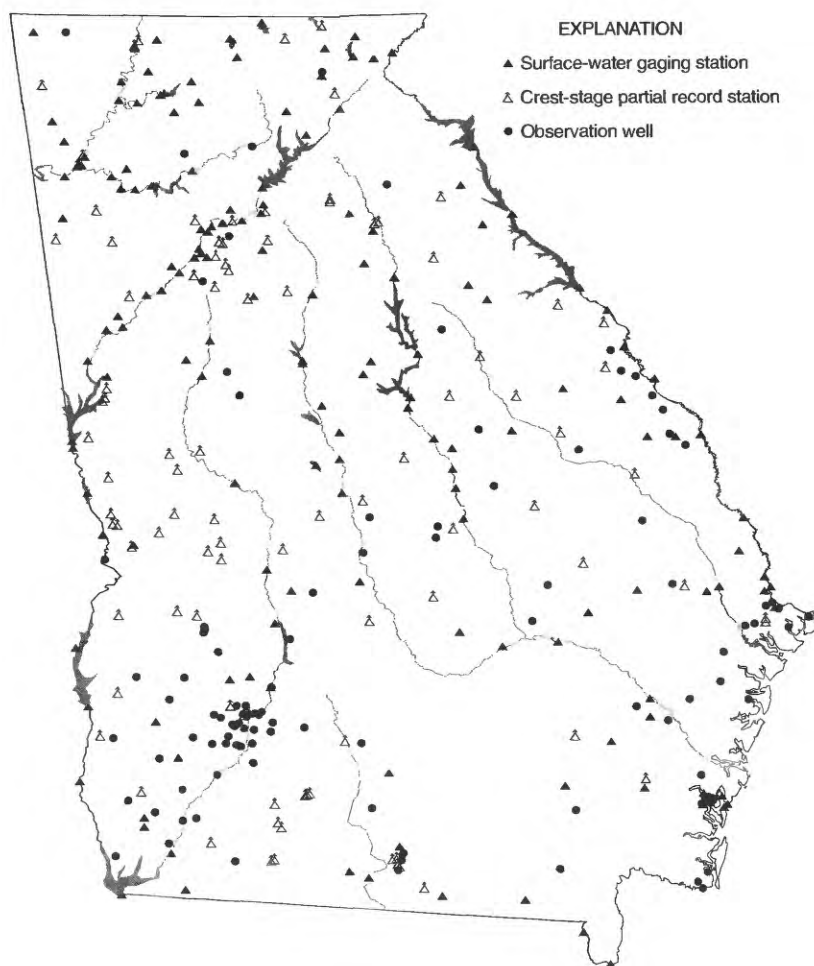 EXPLANATION
Surface-water gaging station
Crest-stage partial record station
Observation well